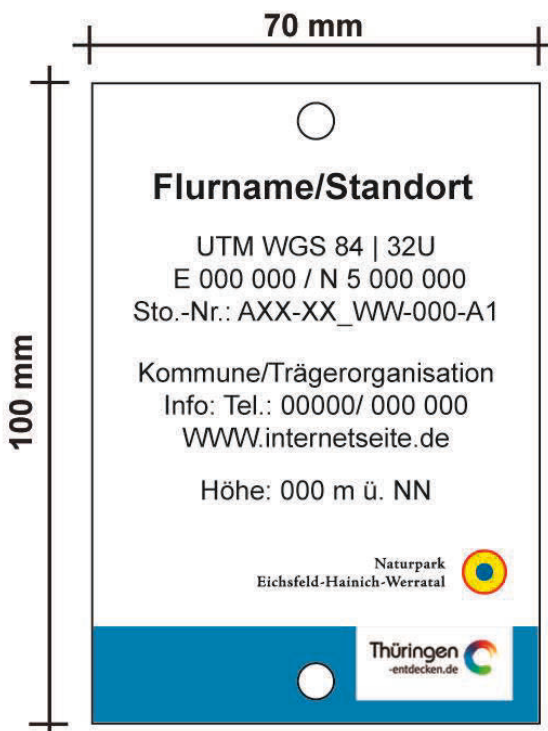 70 mm
100 mm
Flurname/Standort
UTM WGS 84 | 32U
E 000 000 / N 5 000 000
Sto.-Nr.: AXX-XX_WW-000-A1
Kommune/Trägerorganisation
Info: Tel.: 00000/ 000 000
WWW.internetseite.de
Höhe: 000 m ü. NN
Naturpark
Eichsfeld-Hainich-Werratal
Thüringen
-entdecken.de